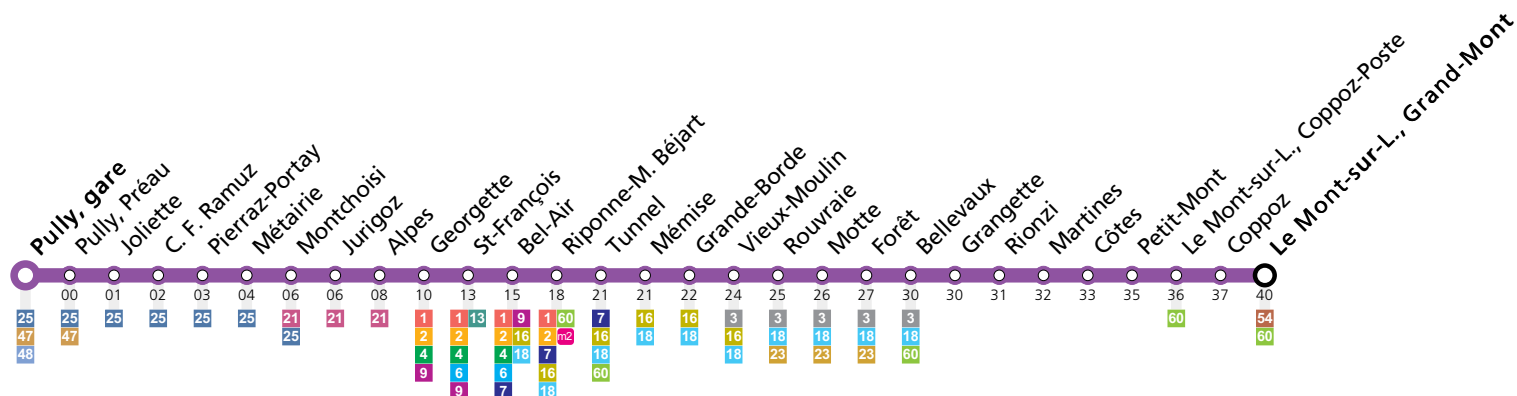 Pully, gare
Pully, Préau
Joliette
C. F. Ramuz
Pierraz-Portay
Métairie
Montchoisi
Jurigoz
Alpes
Georgette
St-François
Bel-Air
Riponne-M. Béjart
Tunnel
Mémise
Grande-Borde
Vieux-Moulin
Rouvraie
Motte
Forêt
Bellevaux
Grangette
Rionzi
Martines
Côtes
Petit-Mont
Le Mont-sur-L., Coppoz-Poste
Coppoz
Le Mont-sur-L., Grand-Mont
00 01 02 03 04 06 06 08 10 13 15 18 21 21 22 24 25 26 27 30 30 31 32 33 35 36 37 40
25 25 25 25 25 25 21 21 21 1 1 13 1 9 1 60 7 16 16 3 3 3 3 3 60 54
47 47 25 2 2 2 16 2 m2 16 18 18 16 18 18 18 18 60
48 4 4 4 18 7 18 18 23 23 23 60
9 6 6 16 60
9 7 18